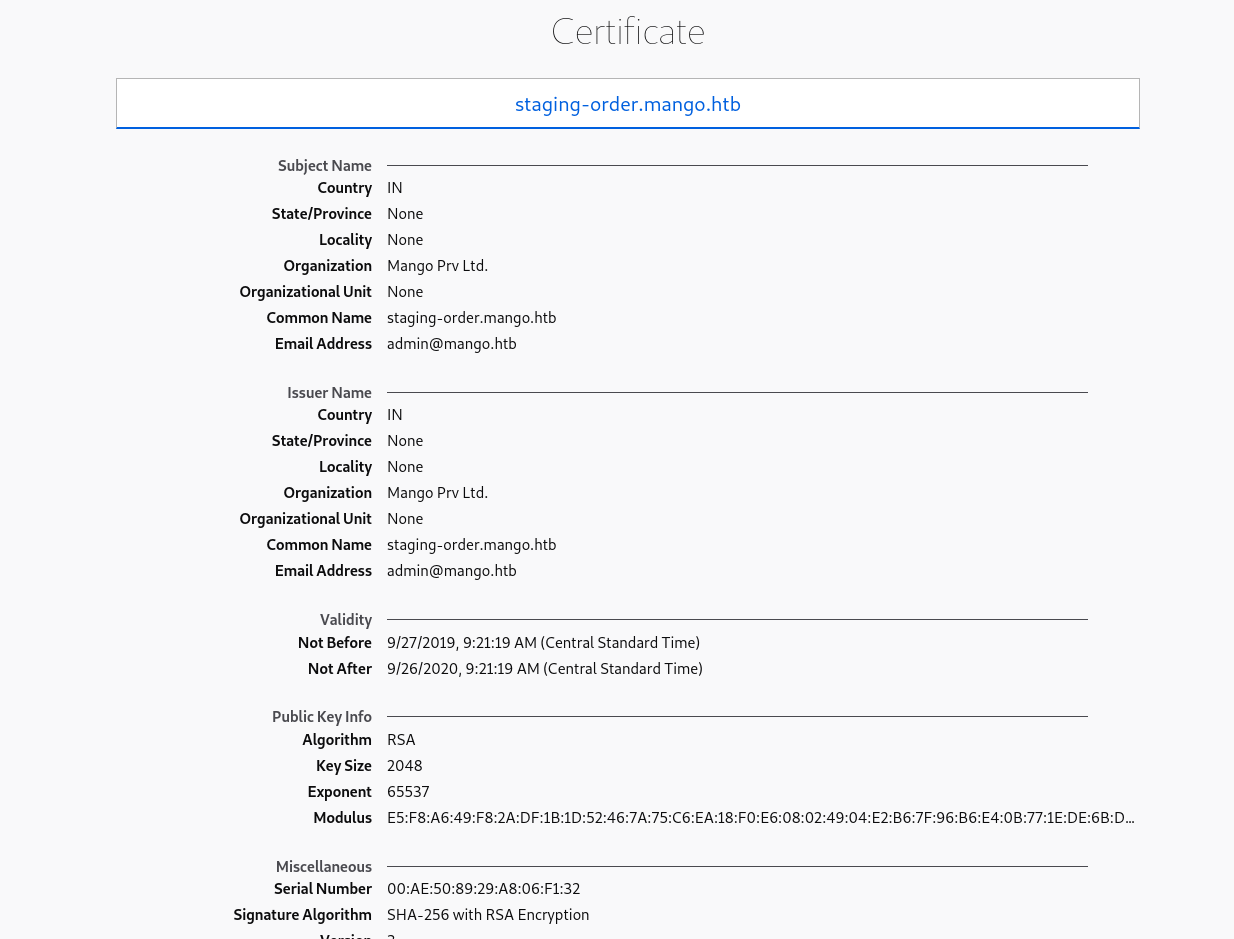 Certificate
staging-order.mango.htb
Subject Name
Country IN
State/Province None
Locality None
Organization Mango Prv Ltd.
Organizational Unit None
Common Name staging-order.mango.htb
Email Address admin@mango.htb
Issuer Name
Country IN
State/Province None
Locality None
Organization Mango Prv Ltd.
Organizational Unit None
Common Name staging-order.mango.htb
Email Address admin@mango.htb
Validity
Not Before 9/27/2019, 9:21:19 AM (Central Standard Time)
Not After 9/26/2020, 9:21:19 AM (Central Standard Time)
Public Key Info
Algorithm RSA
Key Size 2048
Exponent 65537
Modulus E5:F8:A6:49:F8:2A:DF:1B:1D:52:46:7A:75:C6:EA:18:F0:E6:08:02:49:04:E2:B6:7F:96:B6:E4:0B:77:1E:DE:6B:D...
Miscellaneous
Serial Number 00:AE:50:89:29:A8:06:F1:32
Signature Algorithm SHA-256 with RSA Encryption
Version